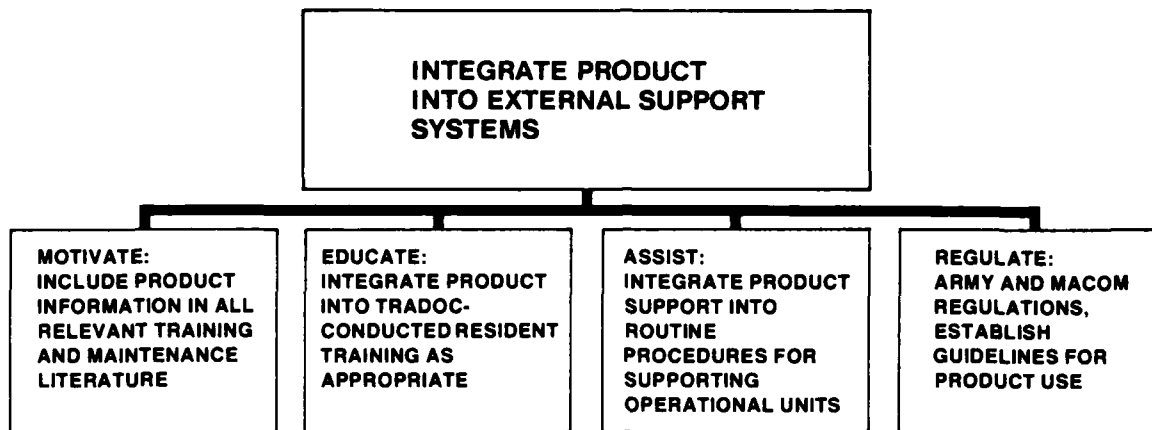 INTEGRATE PRODUCT
INTO EXTERNAL SUPPORT
SYSTEMS
MOTIVATE:
INCLUDE PRODUCT
INFORMATION IN ALL
RELEVANT TRAINING
AND MAINTENANCE
LITERATURE
EDUCATE:
INTEGRATE PRODUCT
INTO TRADOC-
CONDUCTED RESIDENT
TRAINING AS
APPROPRIATE
ASSIST:
INTEGRATE PRODUCT
SUPPORT INTO
ROUTINE
PROCEDURES FOR
SUPPORTING
OPERATIONAL UNITS
REGULATE:
ARMY AND MACOM
REGULATIONS,
ESTABLISH
GUIDELINES FOR
PRODUCT USE